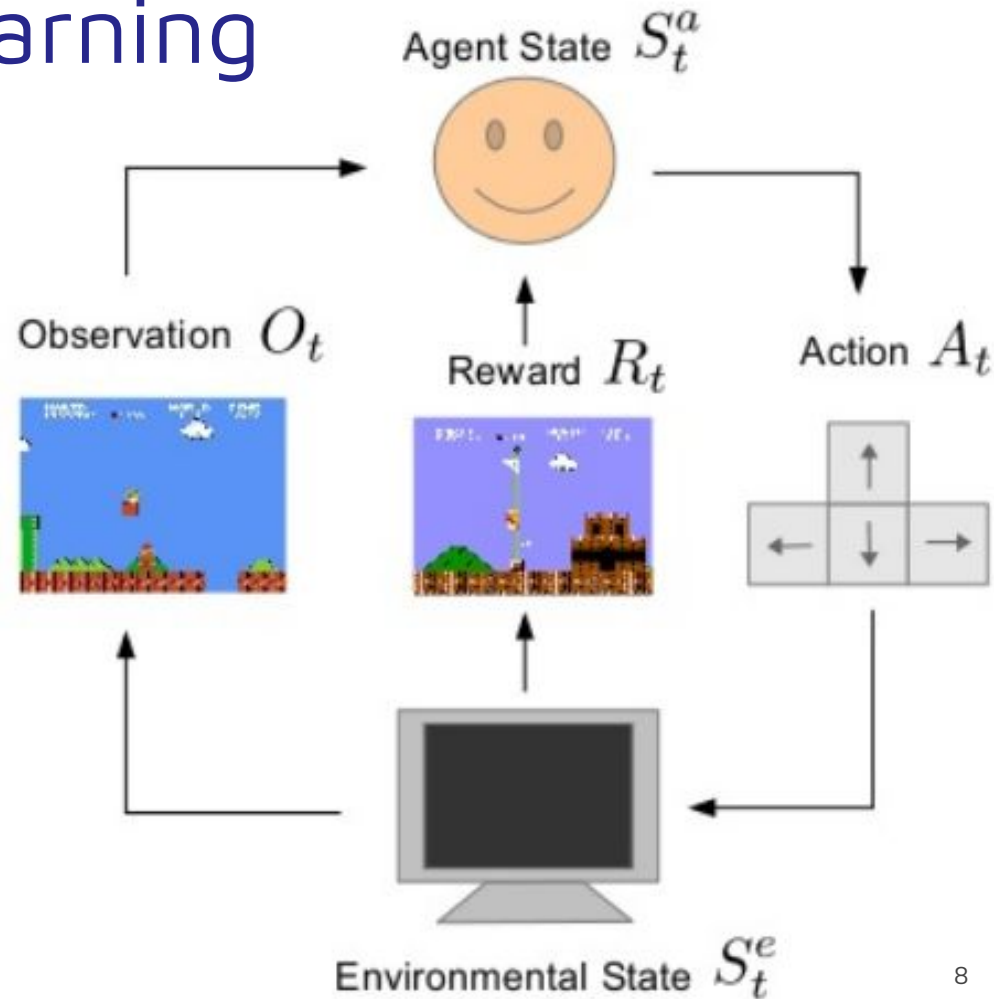 arning
Agent State S_t^a
Observation O_t
Reward R_t
Action A_t
Environmental State S_t^e
8